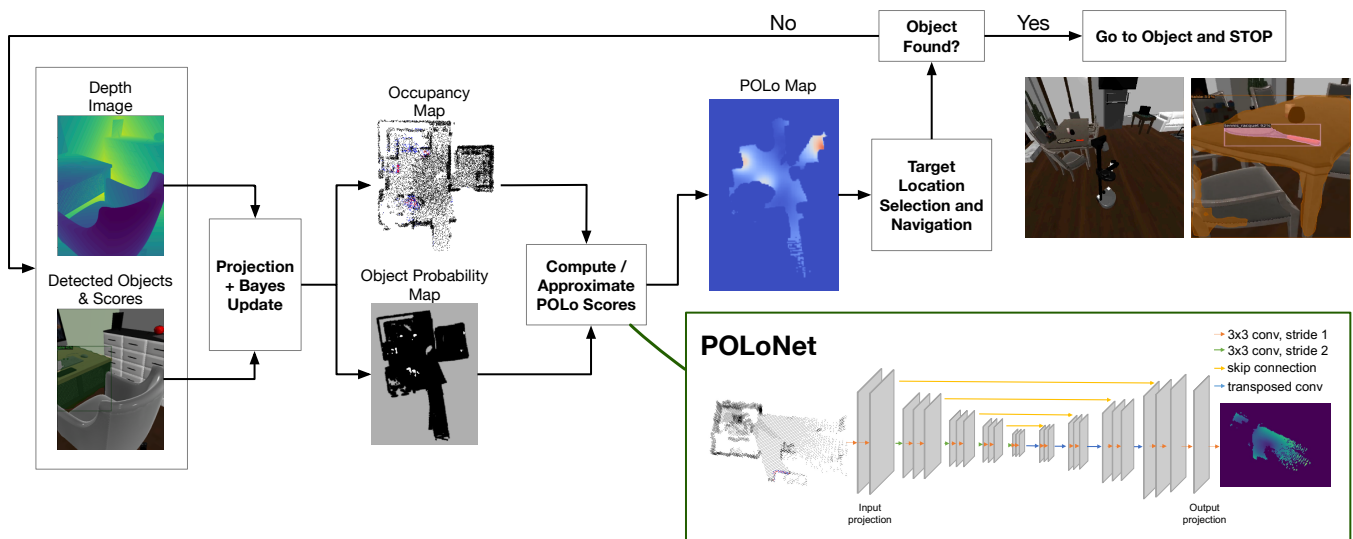 No
Object
Found?
Yes
Go to Object and STOP
Depth
Image
Occupancy
Map
POLo Map
Target
Location
Selection and
Navigation
Detected Objects
& Scores
Projection
+ Bayes
Update
Object Probability
Map
Compute /
Approximate
POLo Scores
POLoNet
3x3 conv, stride 1
3x3 conv, stride 2
skip connection
transposed conv
Input
projection
Output
projection